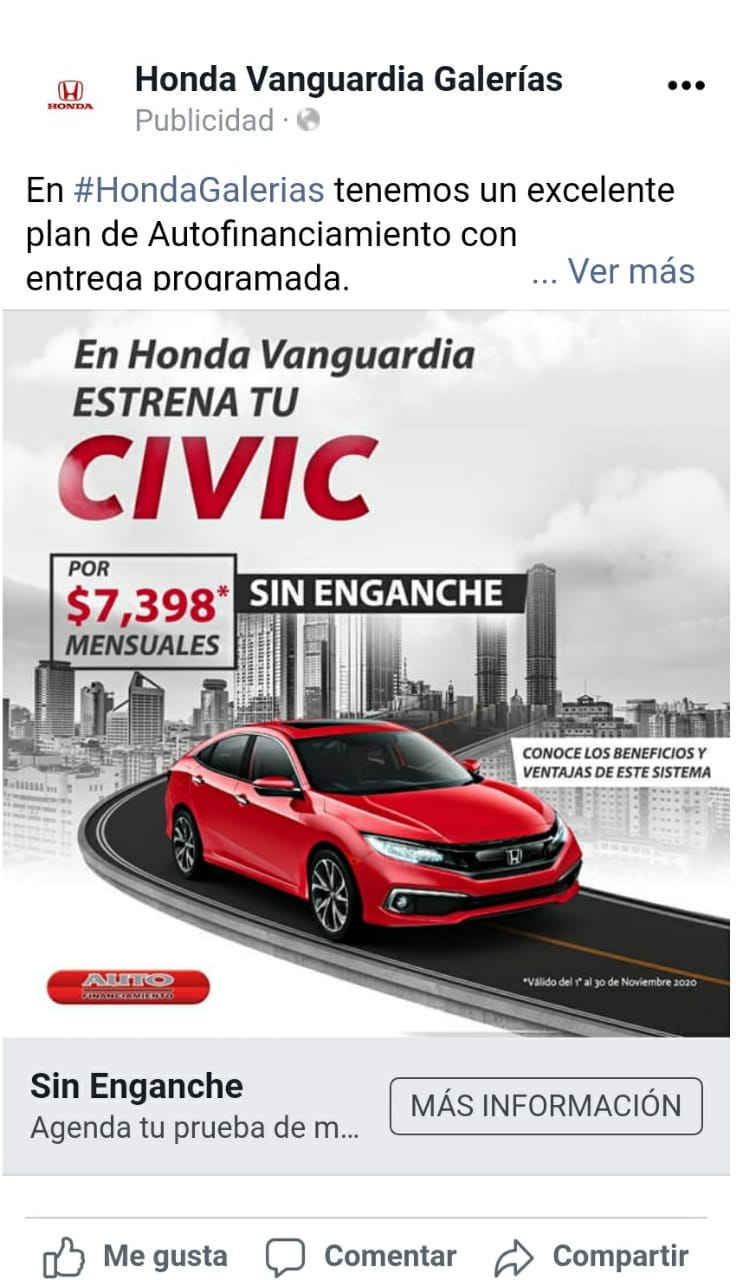 HONDA
Honda Vanguardia Galerías
Publicidad ·
En #HondaGalerias tenemos un excelente
plan de Autofinanciamiento con
entrega programada.
... Ver más
En Honda Vanguardia
ESTRENA TU
CIVIC
POR
$7,398*
MENSUALES
SIN ENGANCHE
CONOCE LOS BENEFICIOS Y
VENTAJAS DE ESTE SISTEMA
AUTO
FINANCIAMIENTO
*Válido del 1° al 30 de Noviembre 2020
Sin Enganche
Agenda tu prueba de m...
MÁS INFORMACIÓN
Me gusta
Comentar
Compartir